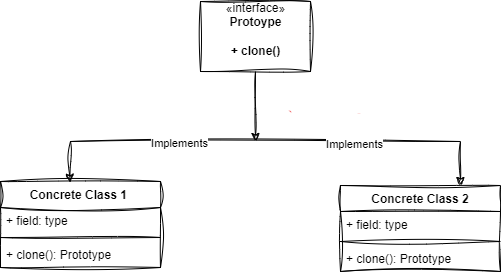 «interface»
Protoype
+ clone()
Implements
Implements
Concrete Class 1
+ field: type
+ clone(): Prototype
Concrete Class 2
+ field: type
+ clone(): Prototype